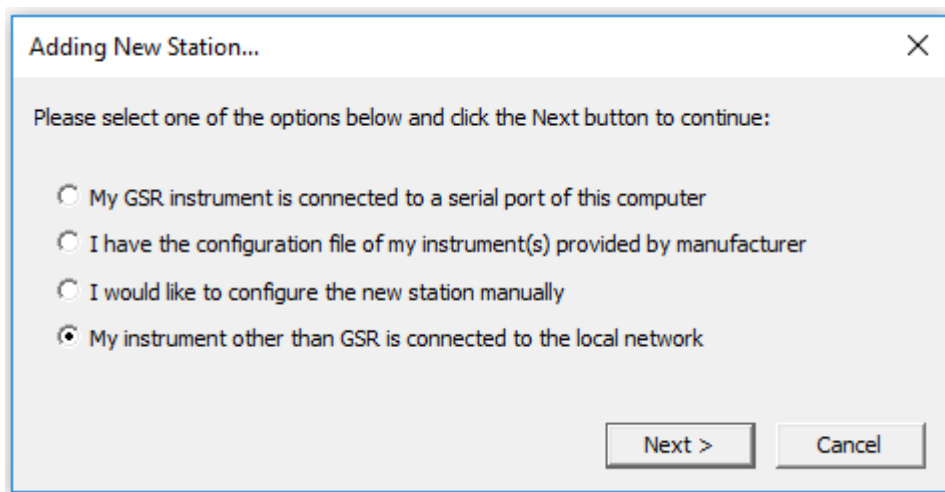 Adding New Station...
Please select one of the options below and click the Next button to continue:
My GSR instrument is connected to a serial port of this computer
I have the configuration file of my instrument(s) provided by manufacturer
I would like to configure the new station manually
My instrument other than GSR is connected to the local network
Next >
Cancel